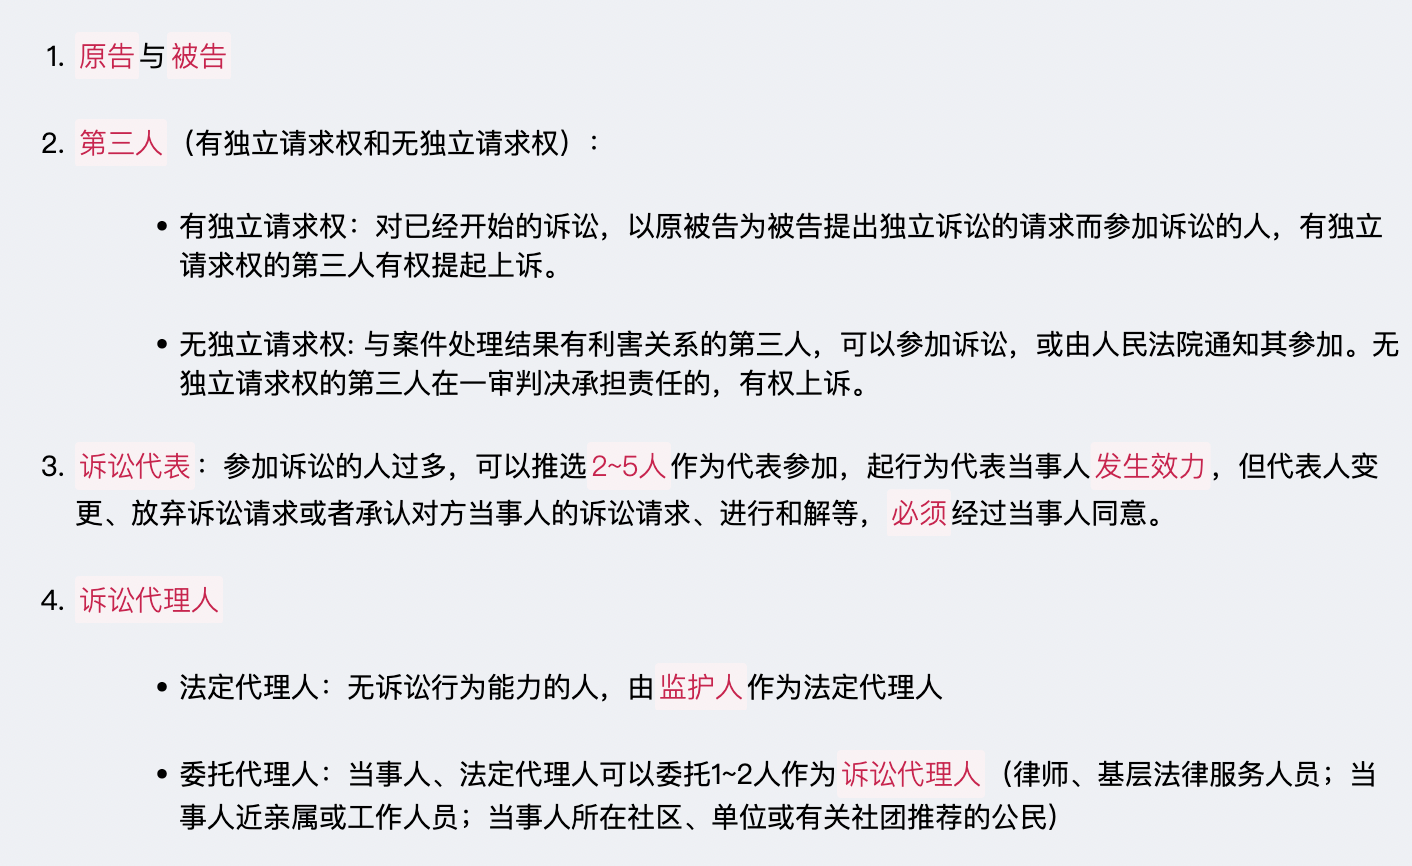 1. 原告与被告
2. 第三人（有独立请求权和无独立请求权）：
• 有独立请求权：对已经开始的诉讼，以原被告为被告提出独立诉讼的请求而参加诉讼的人，有独立
请求权的第三人有权提起上诉。
• 无独立请求权: 与案件处理结果有利害关系的第三人，可以参加诉讼，或由人民法院通知其参加。无
独立请求权的第三人在一审判决承担责任的，有权上诉。
3. 诉讼代表：参加诉讼的人过多，可以推选2~5人作为代表参加，起行为代表当事人发生效力，但代表人变
更、放弃诉讼请求或者承认对方当事人的诉讼请求、进行和解等，必须经过当事人同意。
4. 诉讼代理人
• 法定代理人：无诉讼行为能力的人，由监护人作为法定代理人
• 委托代理人：当事人、法定代理人可以委托1~2人作为诉讼代理人（律师、基层法律服务人员；当
事人近亲属或工作人员；当事人所在社区、单位或有关社团推荐的公民）